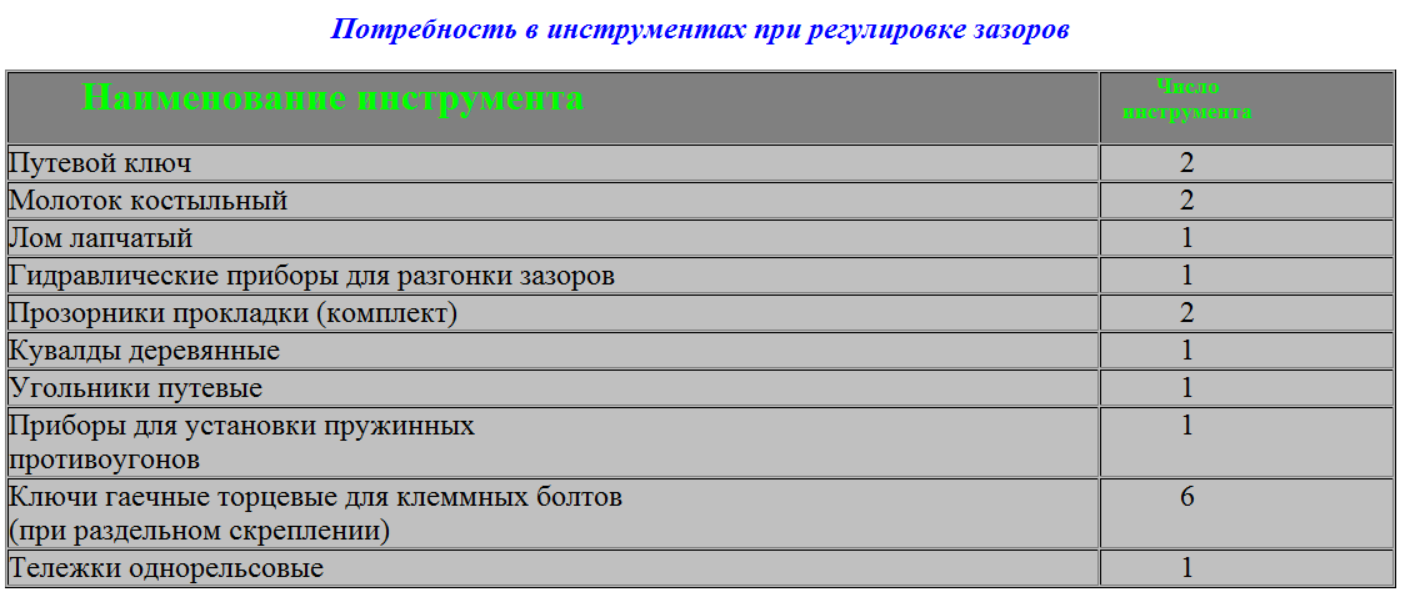 Потребность в инструментах при регулировке зазоров
Наименование инструмента
Число
инструмента
Путевой ключ
2
Молоток костыльный
2
Лом лапчатый
1
Гидравлические приборы для разгонки зазоров
1
Прозорники прокладки (комплект)
2
Кувалды деревянные
1
Угольники путевые
1
Приборы для установки пружинных
1
противоугонов
Ключи гаечные торцевые для клеммных болтов
6
(при раздельном скреплении)
Тележки однорельсовые
1